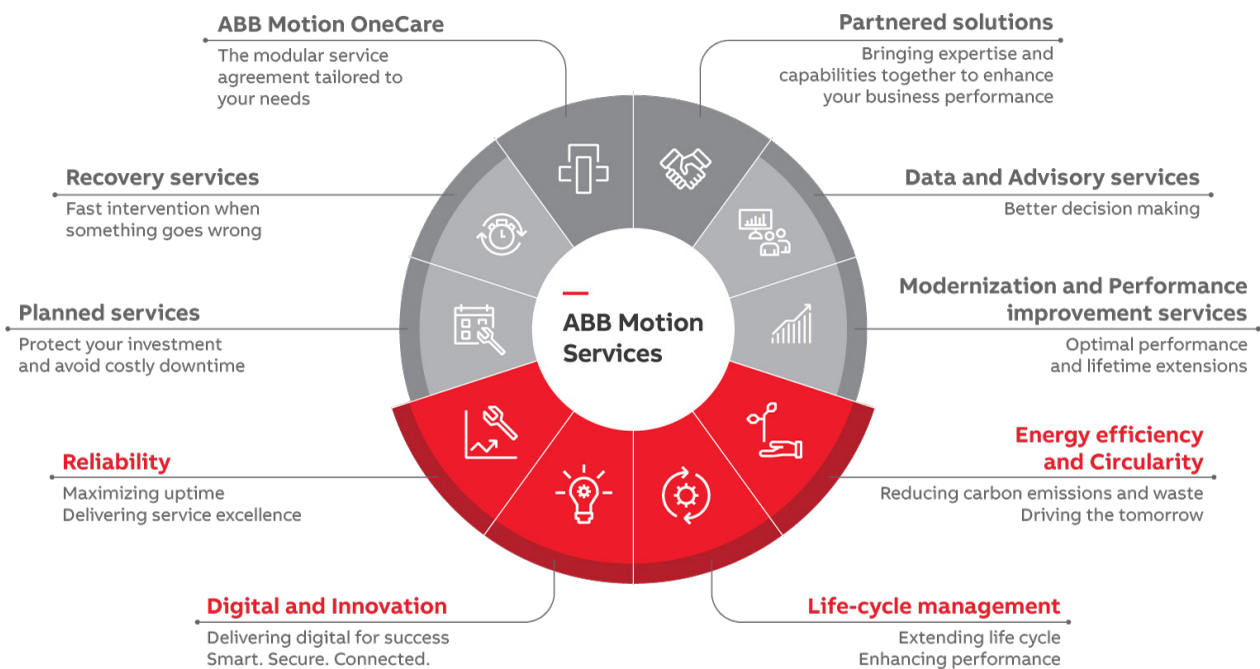 ABB Motion OneCare
The modular service
agreement tailored to
your needs
Partnered solutions
Bringing expertise and
capabilities together to enhance
your business performance
Recovery services
Fast intervention when
something goes wrong
Data and Advisory services
Better decision making
Planned services
Protect your investment
and avoid costly downtime
ABB Motion
Services
Modernization and Performance
improvement services
Optimal performance
and lifetime extensions
Reliability
Maximizing uptime
Delivering service excellence
Energy efficiency
and Circularity
Reducing carbon emissions and waste
Driving the tomorrow
Digital and Innovation
Delivering digital for success
Smart. Secure. Connected.
Life-cycle management
Extending life cycle
Enhancing performance